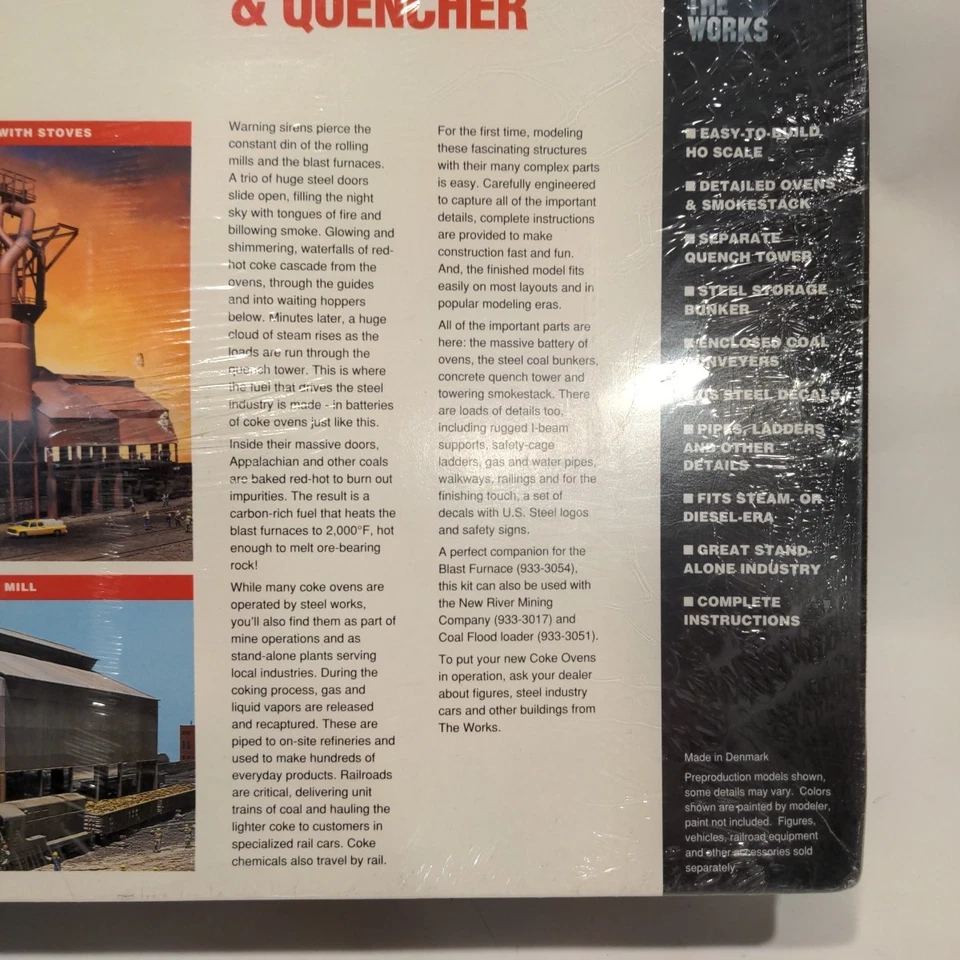 & QUENCHER
THE
WORKS
WITH STOVES
MILL
Warning sirens pierce the
constant din of the rolling
mills and the blast furnaces.
A trio of huge steel doors
slide open, filling the night
sky with tongues of fire and
billowing smoke. Glowing and
shimmering, waterfalls of red-
hot coke cascade from the
ovens, through the guides
and into waiting hoppers
below. Minutes later, a huge
cloud of steam rises as the
loads are run through the
quench tower. This is where
the fuel that drives the steel
industry is made - in batteries
of coke ovens just like this.
Inside their massive doors,
Appalachian and other coals
are baked red-hot to burn out
impurities. The result is a
carbon-rich fuel that heats the
blast furnaces to 2,000°F, hot
enough to melt ore-bearing
rock!
While many coke ovens are
operated by steel works,
you'll also find them as part of
mine operations and as
stand-alone plants serving
local industries. During the
coking process, gas and
liquid vapors are released
and recaptured. These are
piped to on-site refineries and
used to make hundreds of
everyday products. Railroads
are critical, delivering unit
trains of coal and hauling the
lighter coke to customers in
specialized rail cars. Coke
chemicals also travel by rail.
For the first time, modeling
these fascinating structures
with their many complex parts
is easy. Carefully engineered
to capture all of the important
details, complete instructions
are provided to make
construction fast and fun.
And, the finished model fits
easily on most layouts and in
popular modeling eras.
All of the important parts are
here: the massive battery of
ovens, the steel coal bunkers,
concrete quench tower and
towering smokestack. There
are loads of details too,
including rugged I-beam
supports, safety-cage
ladders, gas and water pipes,
walkways, railings and for the
finishing touch, a set of
decals with U.S. Steel logos
and safety signs.
A perfect companion for the
Blast Furnace (933-3054),
this kit can also be used with
the New River Mining
Company (933-3017) and
Coal Flood loader (933-3051).
To put your new Coke Ovens
in operation, ask your dealer
about figures, steel industry
cars and other buildings from
The Works.
■ EASY-TO-BUILD,
HO SCALE
■ DETAILED OVENS
& SMOKESTACK
■ SEPARATE
QUENCH TOWER
■ STEEL STORAGE
BUNKER
■ ENCLOSED COAL
CONVEYERS
STEEL DECALS
■ PIPES, LADDERS
AND OTHER
DETAILS
■ FITS STEAM- OR
DIESEL-ERA
■ GREAT STAND-
ALONE INDUSTRY
■ COMPLETE
INSTRUCTIONS
Made in Denmark
Preproduction models shown,
some details may vary. Colors
shown are painted by modeler,
paint not included. Figures,
vehicles, railroad equipment
and other accessories sold
separately.